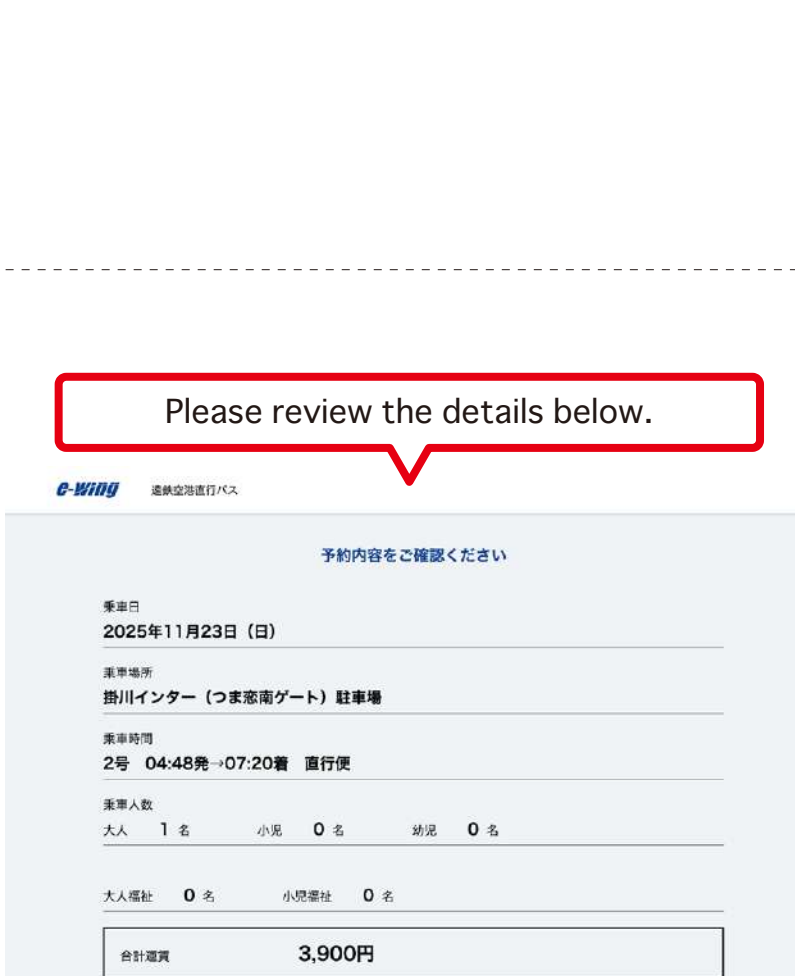 Please review the details below.
e-wing 遠鉄空港直行バス
予約内容をご確認ください
乗車日
2025年11月23日（日）
乗車場所
掛川インター（つま恋南ゲート）駐車場
乗車時間
2号 04:48発→07:20着 直行便
乗車人数
大人 1 名 小児 0 名 幼児 0 名
大人福祉 0 名 小児福祉 0 名
合計運賃 3,900円